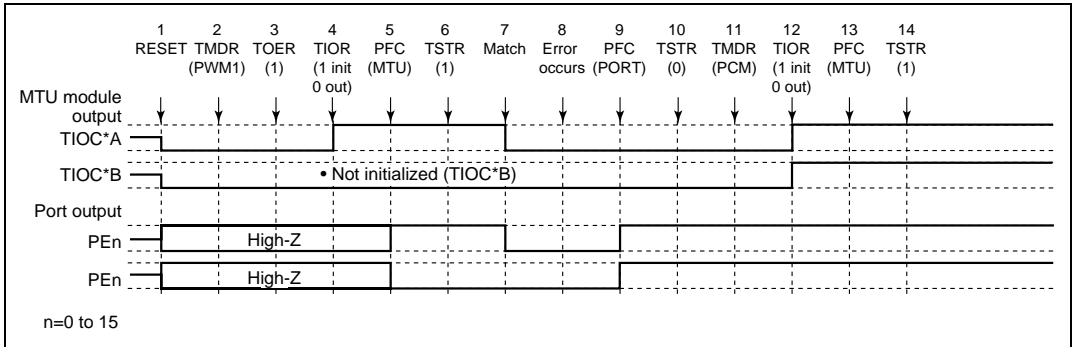 1 2 3 4 5 6 7 8 9 10 11 12 13 14
RESET TMDR TOER TIOR PFC TSTR Match Error PFC TSTR TMDR TIOR PFC TSTR
(PWM1) (1) (1 init (MTU) (1) occurs (PORT) (0) (PCM) (1 init (MTU) (1)
0 out) 0 out)
MTU module
output
TIOC*A
TIOC*B • Not initialized (TIOC*B)
Port output
PEn High-Z
PEn High-Z
n=0 to 15